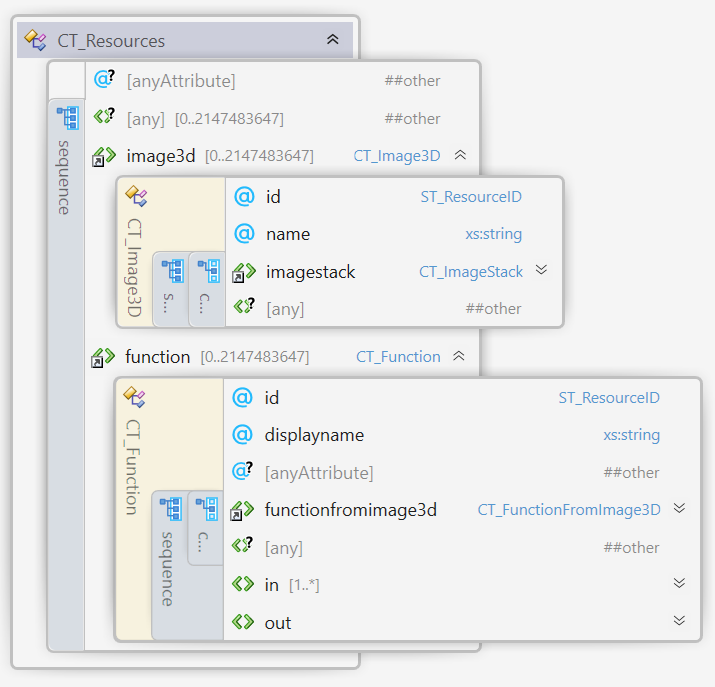 CT_Resources
[anyAttribute] ##other
[any] [0..2147483647] ##other
sequence
image3d [0..2147483647] CT_Image3D
CT_Image3D
s...
c...
id ST_ResourceID
name xs:string
imagestack CT_ImageStack
[any] ##other
function [0..2147483647] CT_Function
CT_Function
sequence
c...
id ST_ResourceID
displayname xs:string
[anyAttribute] ##other
functionfromimage3d CT_FunctionFromImage3D
[any] ##other
in [1..*]
out